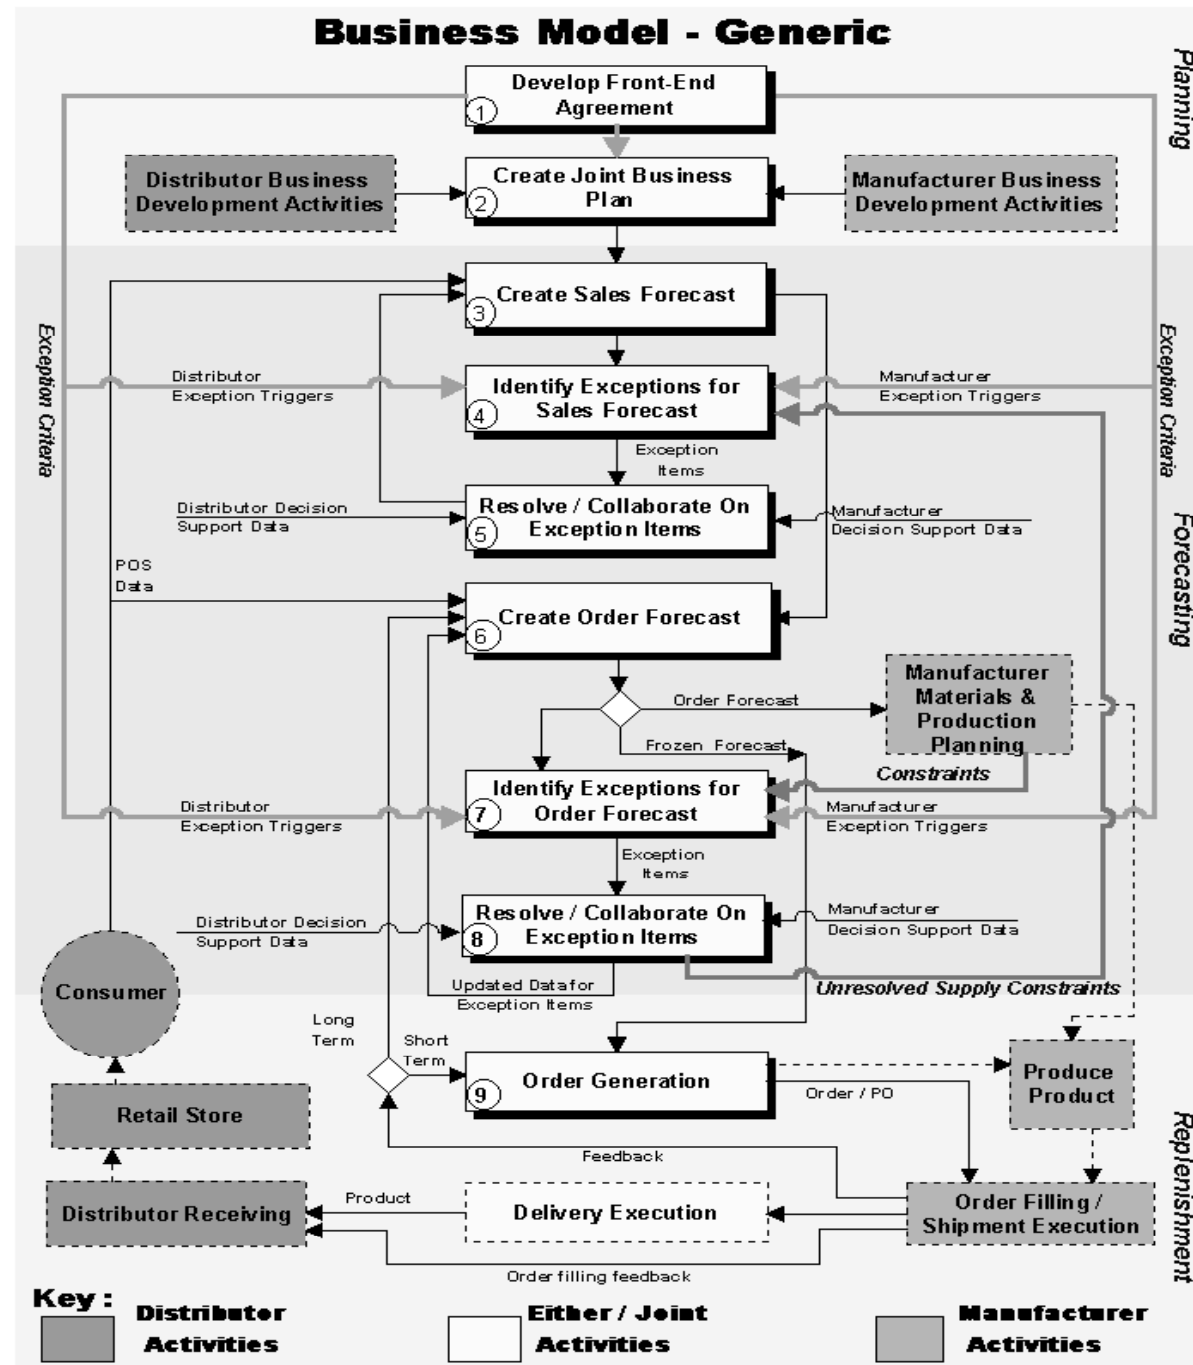 Business Model - Generic
Planning
Develop Front-End
Agreement
1
Distributor Business
Development Activities
Create Joint Business
Plan
2
Manufacturer Business
Development Activities
Create Sales Forecast
3
Exception Criteria
Exception Criteria
Distributor
Exception Triggers
Identify Exceptions for
Sales Forecast
4
Manufacturer
Exception Triggers
Exception
Items
Distributor Decision
Support Data
Resolve / Collaborate On
Exception Items
5
Manufacturer
Decision Support Data
Forecasting
POS
Data
Create Order Forecast
6
Order Forecast
Manufacturer
Materials &
Production
Planning
Frozen Forecast
Constraints
Distributor
Exception Triggers
Identify Exceptions for
Order Forecast
7
Manufacturer
Exception Triggers
Exception
Items
Distributor Decision
Support Data
Resolve / Collaborate On
Exception Items
8
Manufacturer
Decision Support Data
Updated Data for
Exception Items
Unresolved Supply Constraints
Consumer
Long
Term
Short
Term
Order Generation
9
Order / PO
Produce
Product
Retail Store
Feedback
Replenishment
Distributor Receiving
Product
Delivery Execution
Order Filling /
Shipment Execution
Order filling feedback
Key :
Distributor
Activities
Either / Joint
Activities
Manufacturer
Activities